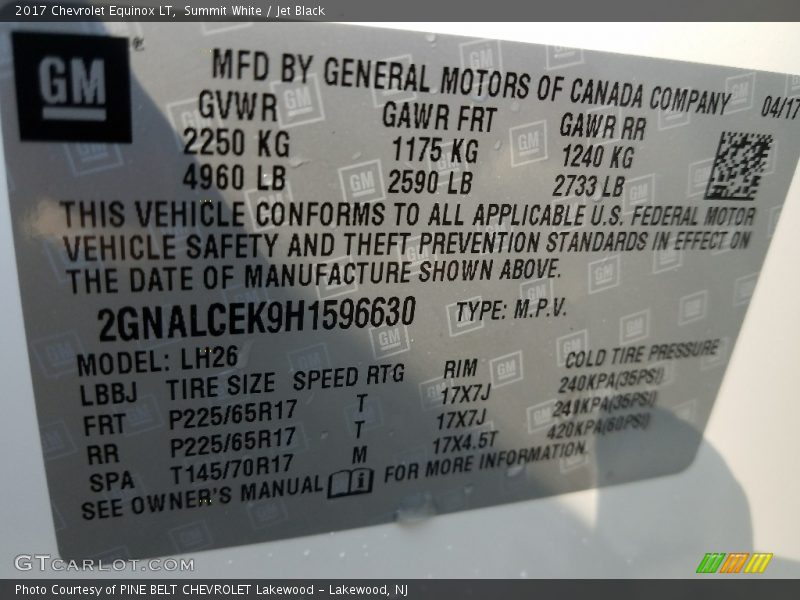 2017 Chevrolet Equinox LT, Summit White / Jet Black
GM
MFD BY GENERAL MOTORS OF CANADA COMPANY
04/17
GVWR GAWR FRT GAWR RR
2250 KG 1175 KG 1240 KG
4960 LB 2590 LB 2733 LB
THIS VEHICLE CONFORMS TO ALL APPLICABLE U.S. FEDERAL MOTOR
VEHICLE SAFETY AND THEFT PREVENTION STANDARDS IN EFFECT ON
THE DATE OF MANUFACTURE SHOWN ABOVE.
2GNALCEK9H1596630 TYPE: M.P.V.
MODEL: LH26
LBBJ TIRE SIZE SPEED RTG RIM COLD TIRE PRESSURE
FRT P225/65R17 T 17X7J 240KPA(35PSI)
RR P225/65R17 T 17X7J 240KPA(35PSI)
SPA T145/70R17 M 17X4.5T 420KPA(60PSI)
SEE OWNER'S MANUAL FOR MORE INFORMATION.
GTCARLOT.COM
Photo Courtesy of PINE BELT CHEVROLET Lakewood - Lakewood, NJ